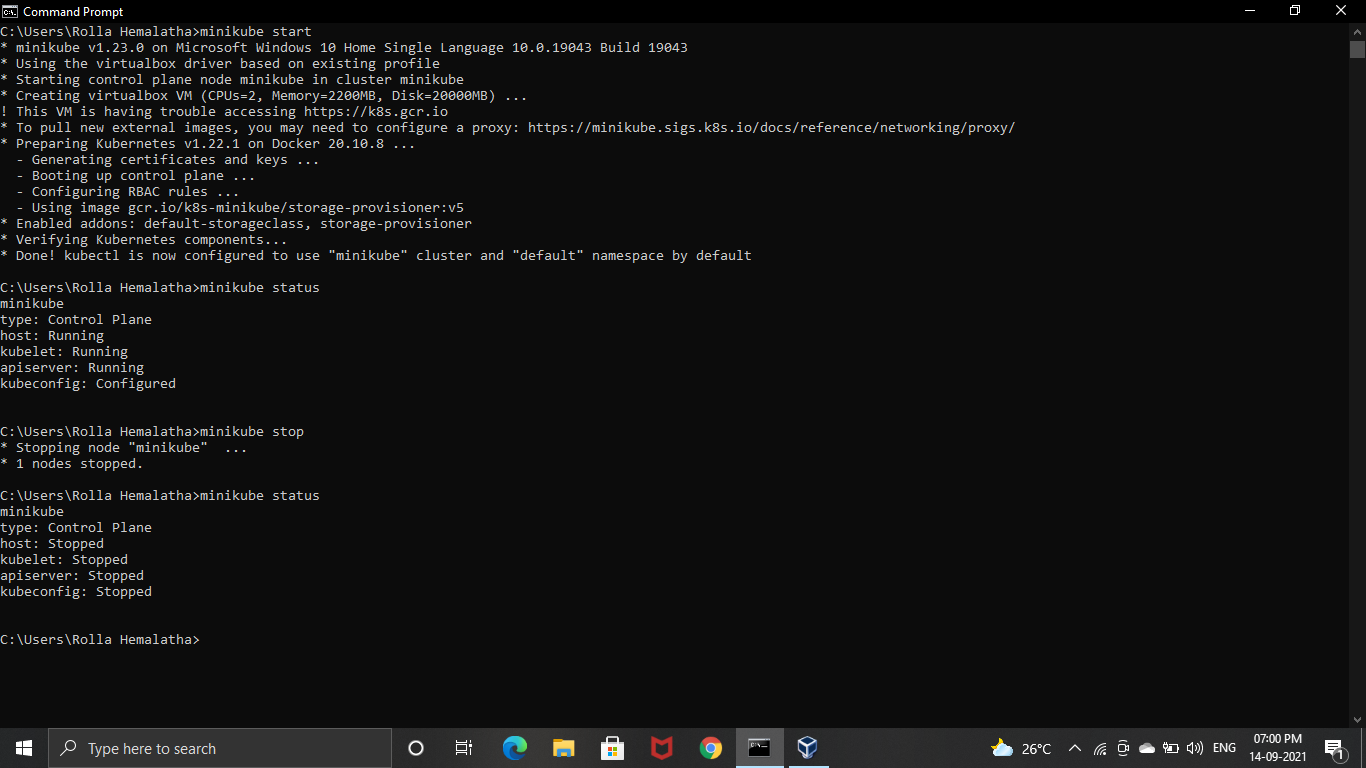 Command Prompt
C:\Users\Rolla Hemalatha>minikube start
* minikube v1.23.0 on Microsoft Windows 10 Home Single Language 10.0.19043 Build 19043
* Using the virtualbox driver based on existing profile
* Starting control plane node minikube in cluster minikube
* Creating virtualbox VM (CPUs=2, Memory=2200MB, Disk=20000MB) ...
! This VM is having trouble accessing https://k8s.gcr.io
* To pull new external images, you may need to configure a proxy: https://minikube.sigs.k8s.io/docs/reference/networking/proxy/
* Preparing Kubernetes v1.22.1 on Docker 20.10.8 ...
  - Generating certificates and keys ...
  - Booting up control plane ...
  - Configuring RBAC rules ...
  - Using image gcr.io/k8s-minikube/storage-provisioner:v5
* Enabled addons: default-storageclass, storage-provisioner
* Verifying Kubernetes components...
* Done! kubectl is now configured to use "minikube" cluster and "default" namespace by default
C:\Users\Rolla Hemalatha>minikube status
minikube
type: Control Plane
host: Running
kubelet: Running
apiserver: Running
kubeconfig: Configured
C:\Users\Rolla Hemalatha>minikube stop
* Stopping node "minikube"  ...
* 1 nodes stopped.
C:\Users\Rolla Hemalatha>minikube status
minikube
type: Control Plane
host: Stopped
kubelet: Stopped
apiserver: Stopped
kubeconfig: Stopped
C:\Users\Rolla Hemalatha>
Type here to search
26°C
ENG
07:00 PM
14-09-2021
1